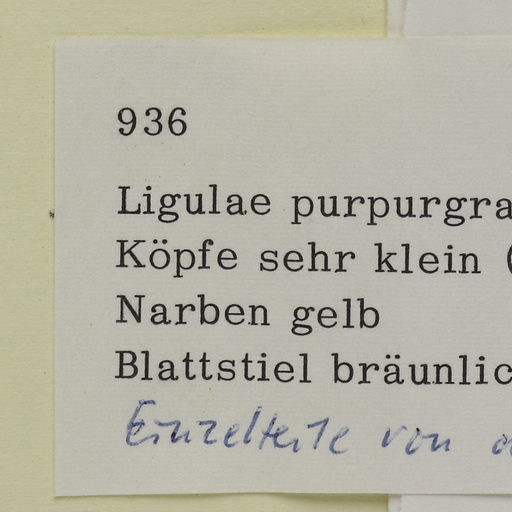 936
Ligulae purpurgra
Köpfe sehr klein (
Narben gelb
Blattstiel bräunlic
Einzelteile von